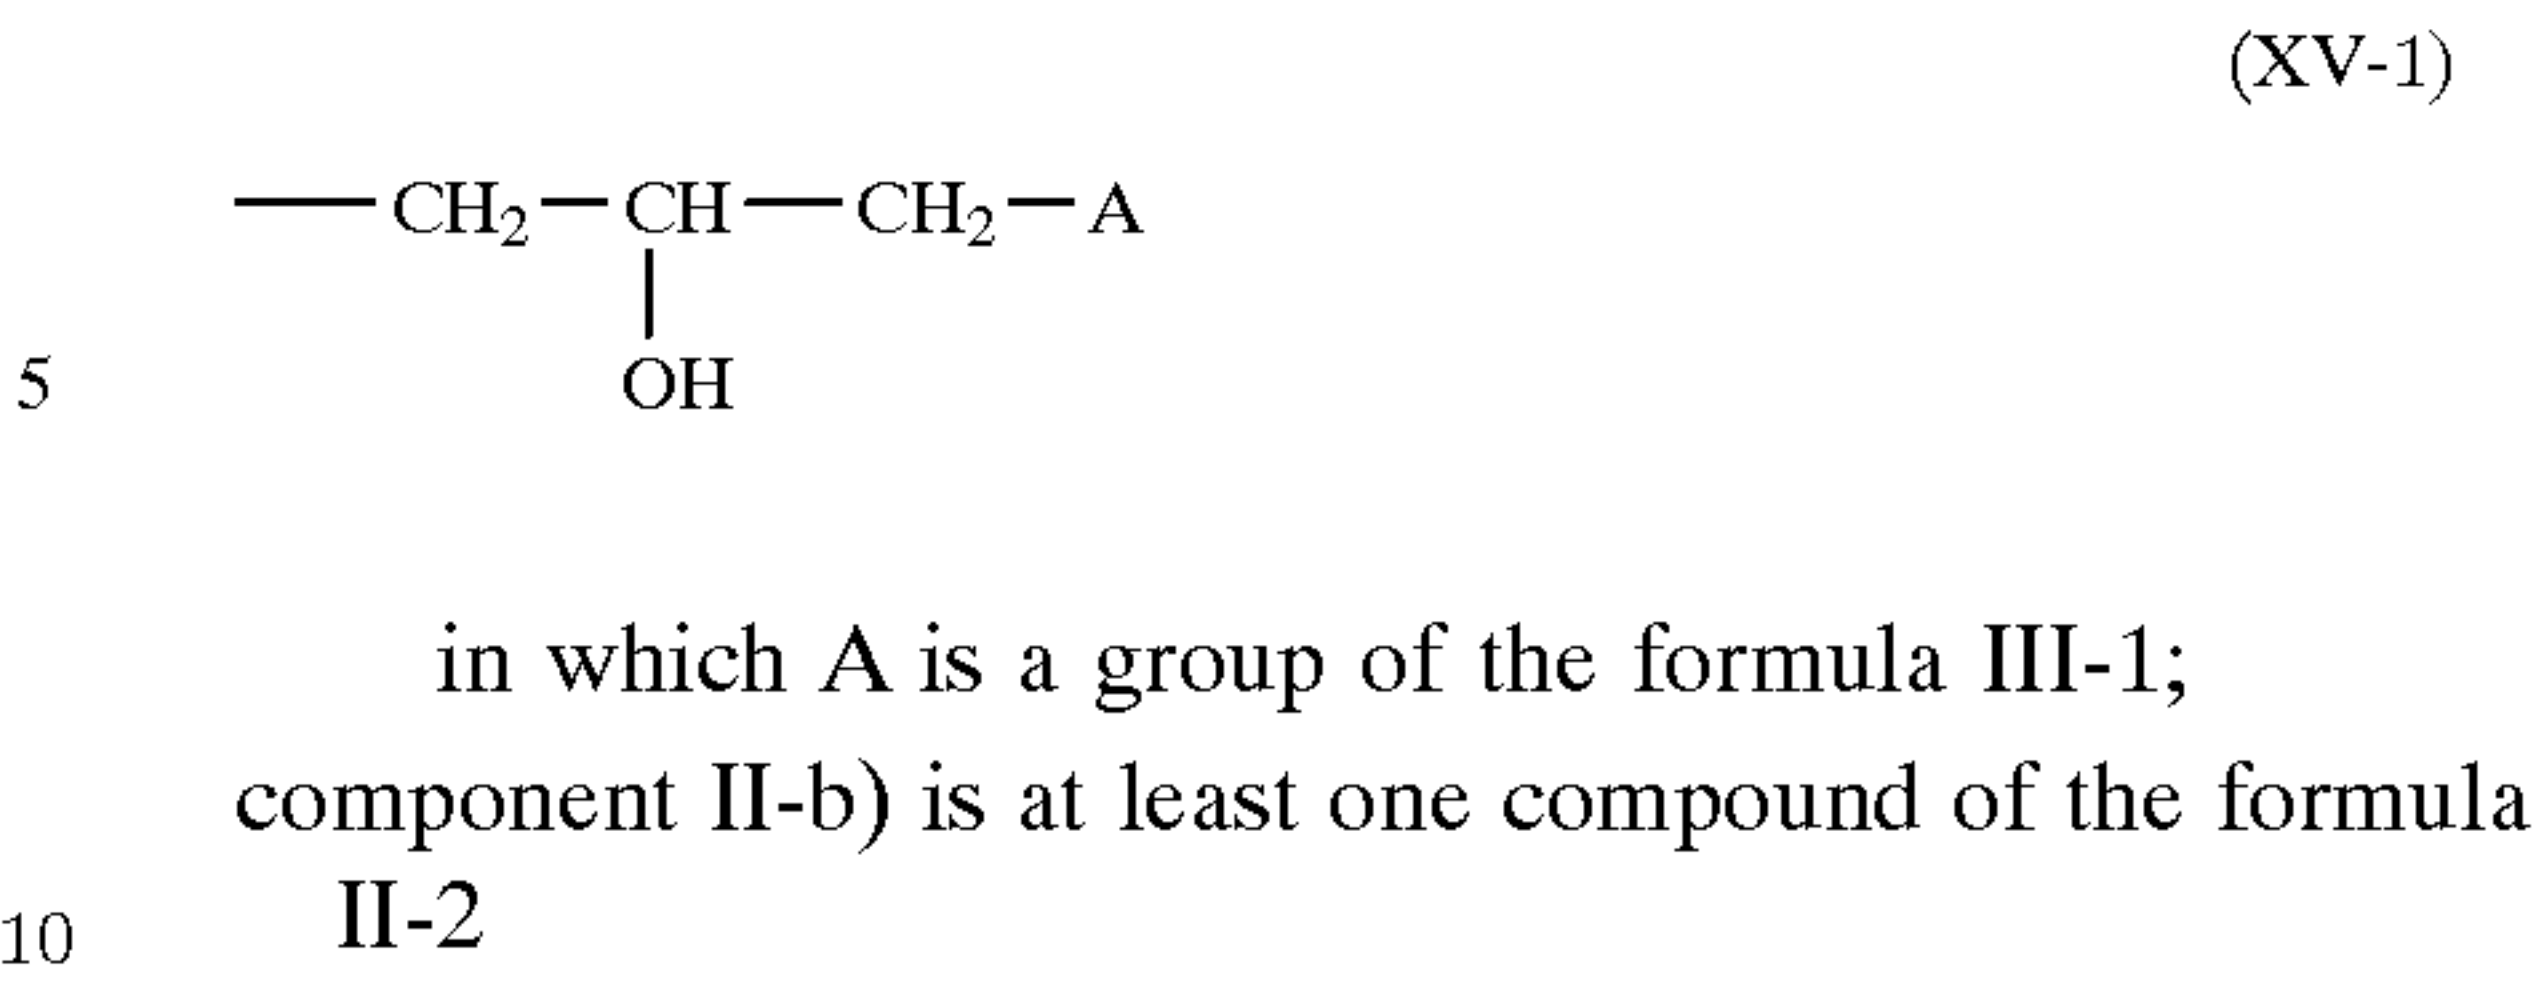 (XV-1)
—CH₂—CH—CH₂—A
OH
5
in which A is a group of the formula III-1;
component II-b) is at least one compound of the formula
II-2
10